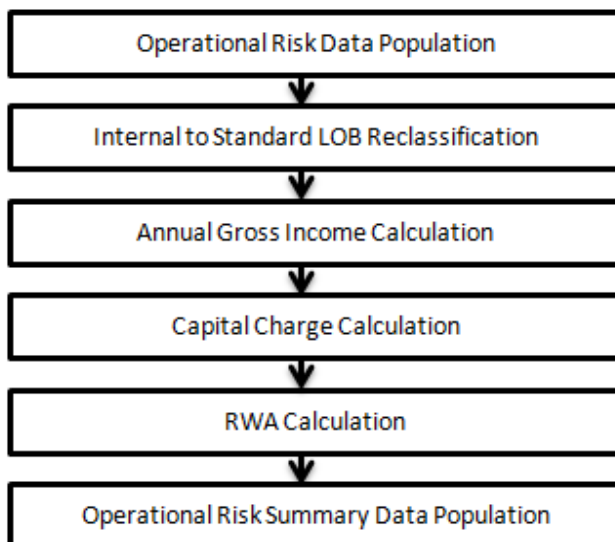 Operational Risk Data Population
Internal to Standard LOB Reclassification
Annual Gross Income Calculation
Capital Charge Calculation
RWA Calculation
Operational Risk Summary Data Population